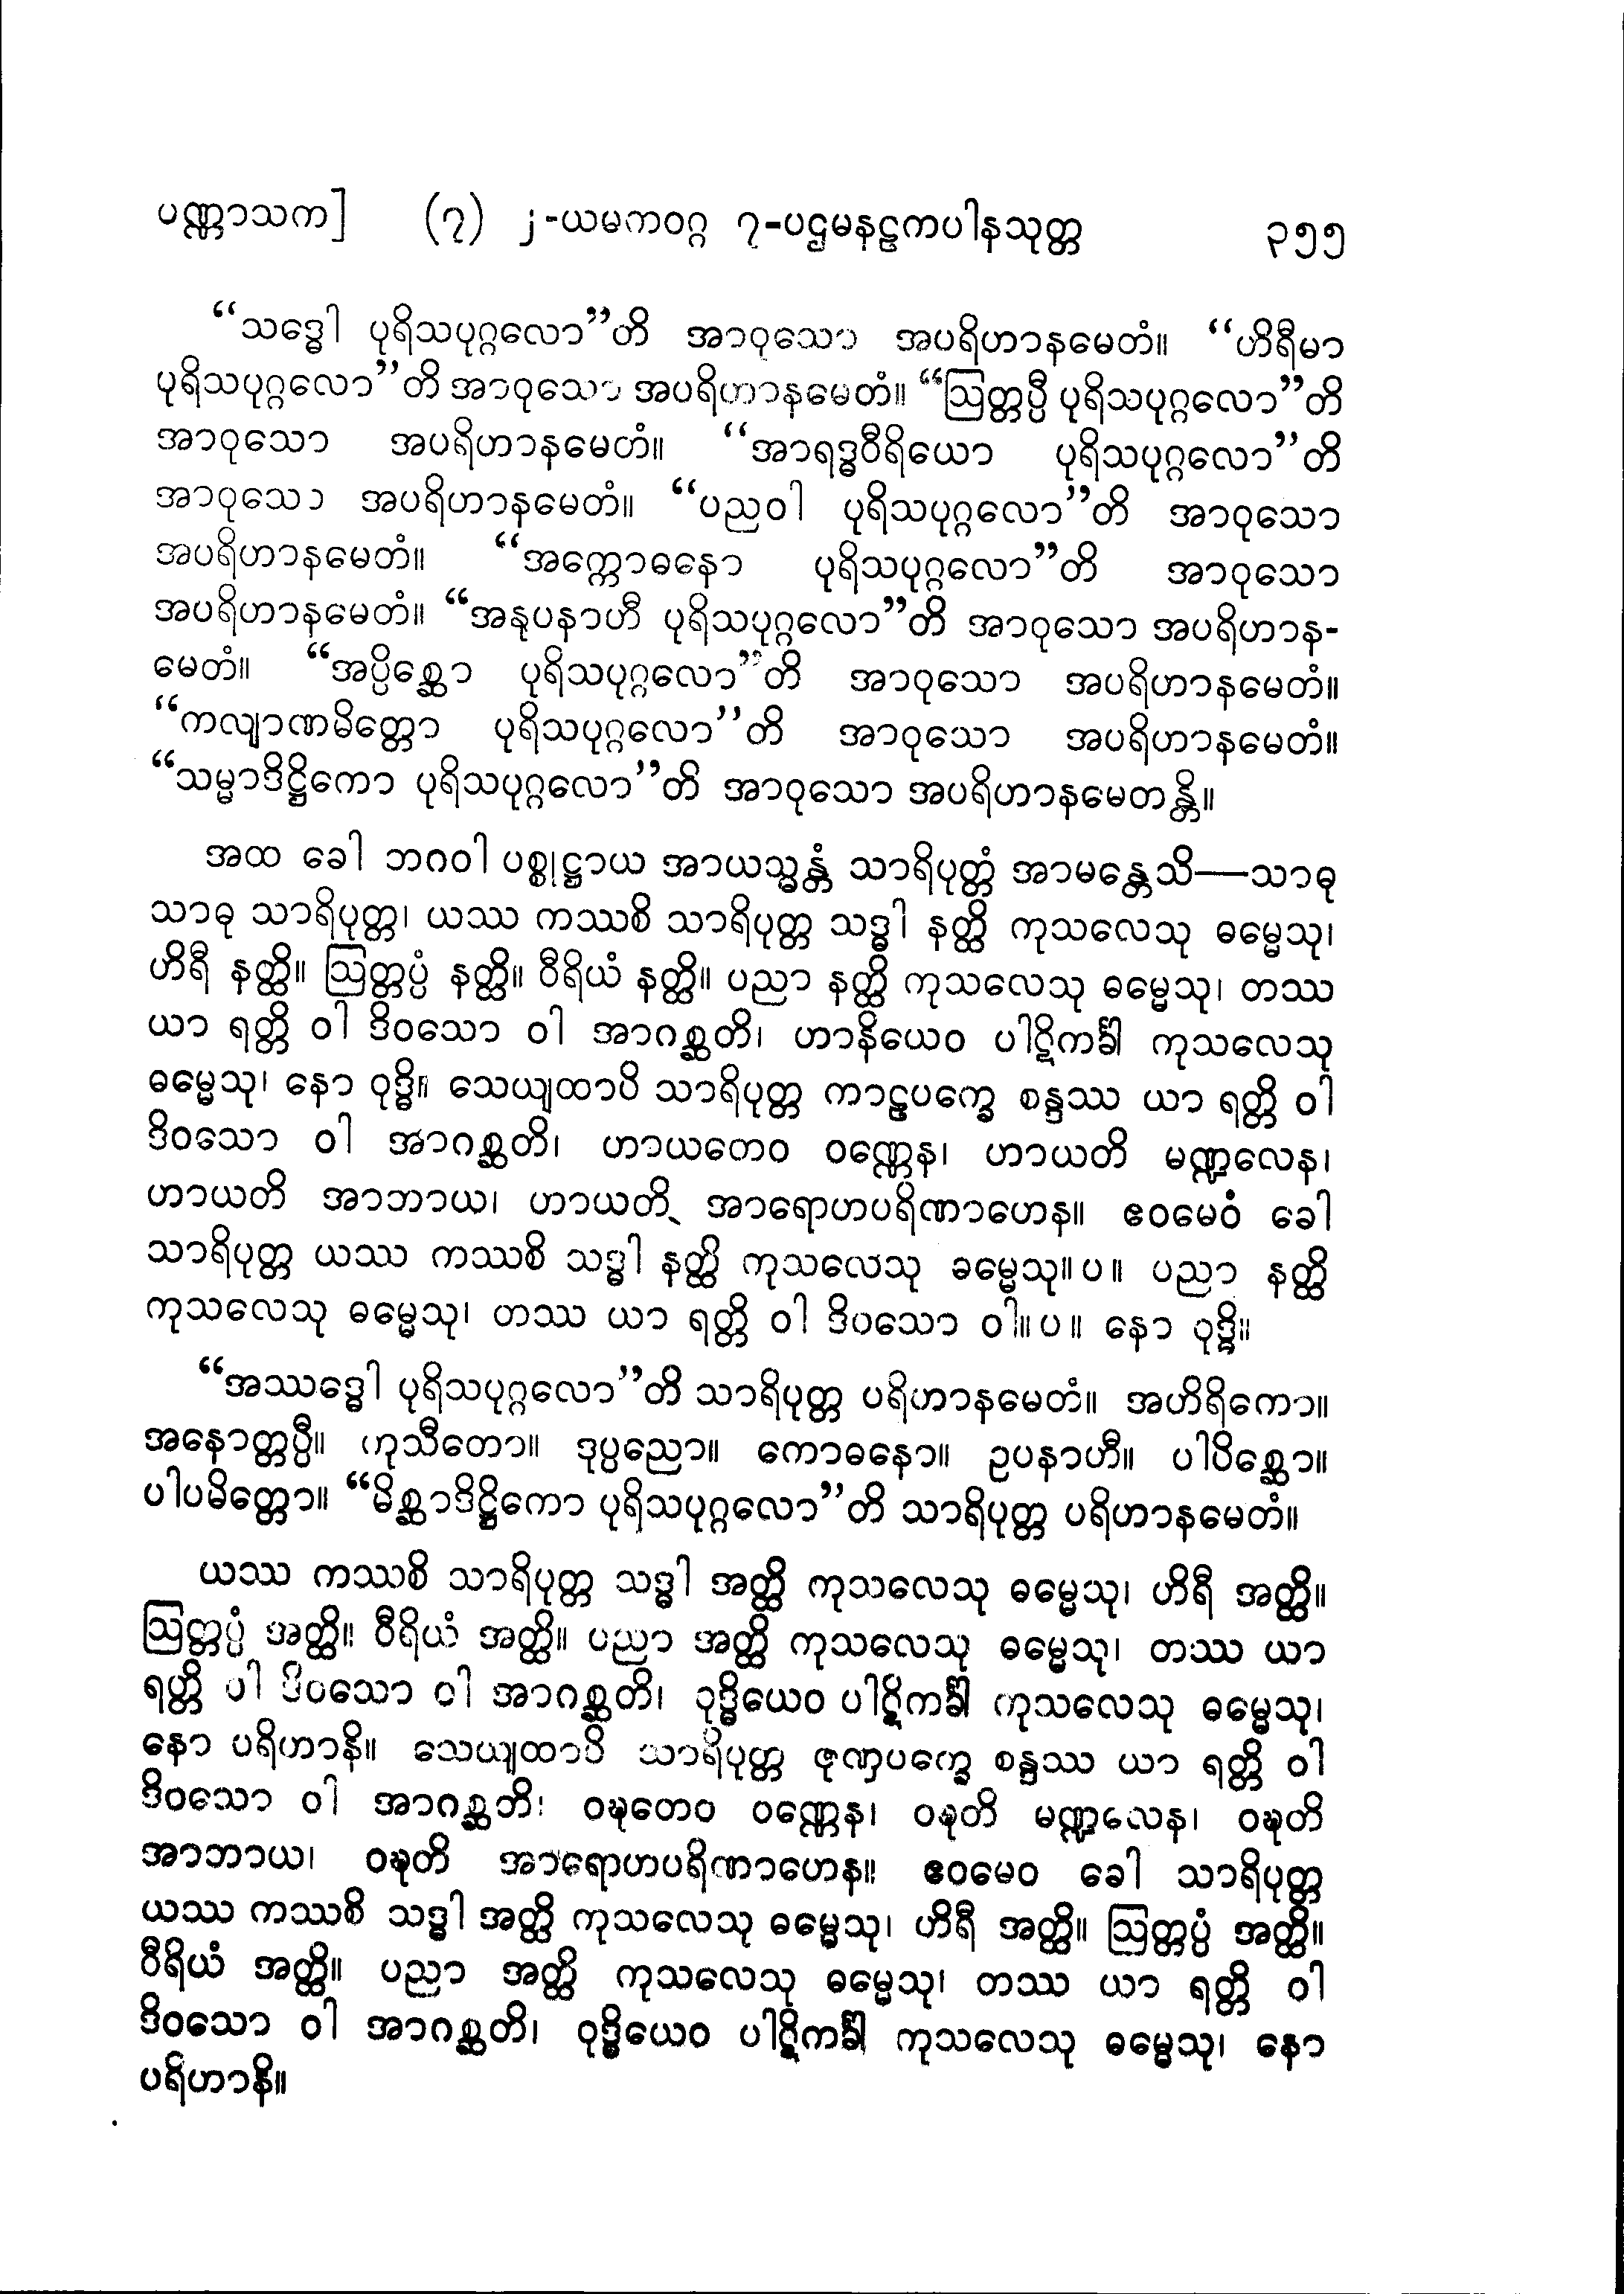 ပဏ္ဏာသက] (၇) ၂-ယမကဝဂ္ဂ ၇-ပဌမနဠကပါနသုတ္တ ၃၅၅
“သဒ္ဓေါ ပုရိသပုဂ္ဂလော”တိ အာဝုသော အပရိဟာနမေတံ။ “ဟိရီမာ
ပုရိသပုဂ္ဂလော”တိ အာဝုသော အပရိဟာနမေတံ။ “ဩတ္တပ္ပီ ပုရိသပုဂ္ဂလော”တိ
အာဝုသော အပရိဟာနမေတံ။ “အာရဒ္ဓဝီရိယော ပုရိသပုဂ္ဂလော”တိ
အာဝုသော အပရိဟာနမေတံ။ “ပညဝါ ပုရိသပုဂ္ဂလော”တိ အာဝုသော
အပရိဟာနမေတံ။ “အက္ကောဓနော ပုရိသပုဂ္ဂလော”တိ အာဝုသော
အပရိဟာနမေတံ။ “အနုပနာဟီ ပုရိသပုဂ္ဂလော”တိ အာဝုသော အပရိဟာန-
မေတံ။ “အပ္ပိစ္ဆော ပုရိသပုဂ္ဂလော”တိ အာဝုသော အပရိဟာနမေတံ။
“ကလျာဏမိတ္တော ပုရိသပုဂ္ဂလော”တိ အာဝုသော အပရိဟာနမေတံ။
“သမ္မာဒိဋ္ဌိကော ပုရိသပုဂ္ဂလော”တိ အာဝုသော အပရိဟာနမေတန္တိ။
အထ ခေါ ဘဂဝါ ပစ္စုဋ္ဌာယ အာယသ္မန္တံ သာရိပုတ္တံ အာမန္တေသိ—သာဓု
သာဓု သာရိပုတ္တ၊ ယဿ ကဿစိ သာရိပုတ္တ သဒ္ဓါ နတ္ထိ ကုသလေသု ဓမ္မေသု၊
ဟိရီ နတ္ထိ။ ဩတ္တပ္ပံ နတ္ထိ။ ဝီရိယံ နတ္ထိ။ ပညာ နတ္ထိ ကုသလေသု ဓမ္မေသု၊ တဿ
ယာ ရတ္တိ ဝါ ဒိဝသော ဝါ အာဂစ္ဆတိ၊ ဟာနိယေဝ ပါဋိကင်္ခါ ကုသလေသု
ဓမ္မေသု၊ နော ဝုဒ္ဓိ။ သေယျထာပိ သာရိပုတ္တ ကာဠပက္ခေ စန္ဒဿ ယာ ရတ္တိ ဝါ
ဒိဝသော ဝါ အာဂစ္ဆတိ၊ ဟာယတေဝ ဝဏ္ဏေန၊ ဟာယတိ မဏ္ဍလေန၊
ဟာယတိ အာဘာယ၊ ဟာယတိ အာရောဟပရိဏာဟေန။ ဧဝမေဝံ ခေါ
သာရိပုတ္တ ယဿ ကဿစိ သဒ္ဓါ နတ္ထိ ကုသလေသု ဓမ္မေသု။ ပ ။ ပညာ နတ္ထိ
ကုသလေသု ဓမ္မေသု၊ တဿ ယာ ရတ္တိ ဝါ ဒိဝသော ဝါ။ ပ ။ နော ဝုဒ္ဓိ။
“အဿဒ္ဓေါ ပုရိသပုဂ္ဂလော”တိ သာရိပုတ္တ ပရိဟာနမေတံ။ အဟိရိကော။
အနောတ္တပ္ပီ။ ကုသီတော။ ဒုပ္ပညော။ ကောဓနော။ ဥပနာဟီ။ ပါပိစ္ဆော။
ပါပမိတ္တော။ “မိစ္ဆာဒိဋ္ဌိကော ပုရိသပုဂ္ဂလော”တိ သာရိပုတ္တ ပရိဟာနမေတံ။
ယဿ ကဿစိ သာရိပုတ္တ သဒ္ဓါ အတ္ထိ ကုသလေသု ဓမ္မေသု၊ ဟိရီ အတ္ထိ။
ဩတ္တပ္ပံ အတ္ထိ။ ဝီရိယံ အတ္ထိ။ ပညာ အတ္ထိ ကုသလေသု ဓမ္မေသု၊ တဿ ယာ
ရတ္တိ ဝါ ဒိဝသော ဝါ အာဂစ္ဆတိ၊ ဝုဒ္ဓိယေဝ ပါဋိကင်္ခါ ကုသလေသု ဓမ္မေသု၊
နော ပရိဟာနိ။ သေယျထာပိ သာရိပုတ္တ ဇုဏှပက္ခေ စန္ဒဿ ယာ ရတ္တိ ဝါ
ဒိဝသော ဝါ အာဂစ္ဆတိ၊ ဝဍ္ဎတေဝ ဝဏ္ဏေန၊ ဝဍ္ဎတိ မဏ္ဍလေန၊ ဝဍ္ဎတိ
အာဘာယ၊ ဝဍ္ဎတိ အာရောဟပရိဏာဟေန။ ဧဝမေဝ ခေါ သာရိပုတ္တ
ယဿ ကဿစိ သဒ္ဓါ အတ္ထိ ကုသလေသု ဓမ္မေသု၊ ဟိရီ အတ္ထိ။ ဩတ္တပ္ပံ အတ္ထိ။
ဝီရိယံ အတ္ထိ။ ပညာ အတ္ထိ ကုသလေသု ဓမ္မေသု၊ တဿ ယာ ရတ္တိ ဝါ
ဒိဝသော ဝါ အာဂစ္ဆတိ၊ ဝုဒ္ဓိယေဝ ပါဋိကင်္ခါ ကုသလေသု ဓမ္မေသု၊ နော
ပရိဟာနိ။